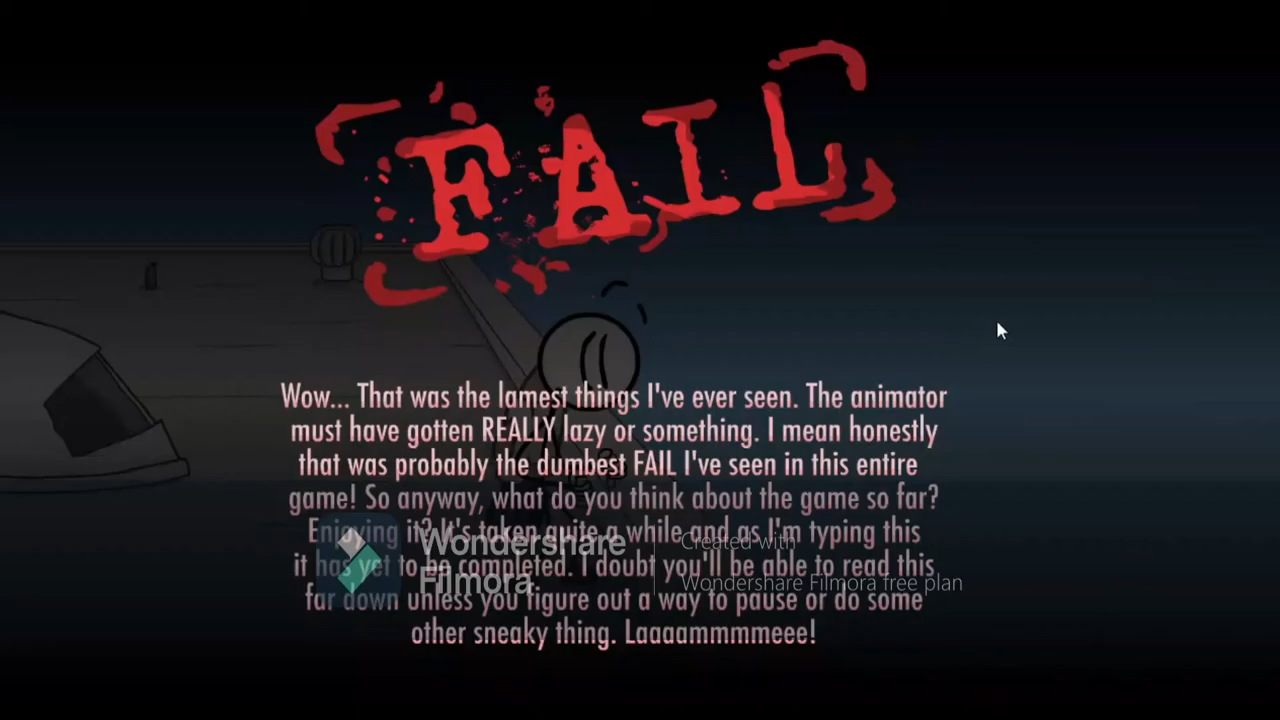 FAIL
Wow... That was the lamest things I've ever seen. The animator
must have gotten REALLY lazy or something. I mean honestly
that was probably the dumbest FAIL I've seen in this entire
game! So anyway, what do you think about the game so far?
Enjoying it? It's taken quite a while and as I'm typing this
it has yet to be completed. I doubt you'll be able to read this
far down unless you figure out a way to pause or do some
other sneaky thing. Laaaammmmeee!
Wondershare
Filmora
Created with
Wondershare Filmora free plan